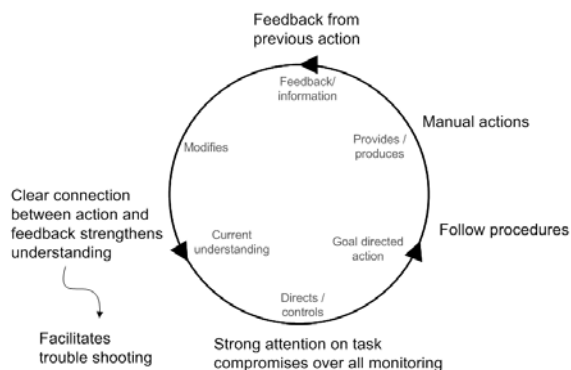 Feedback from
previous action
Feedback/
information
Manual actions
Provides /
produces
Modifies
Clear connection
between action and
feedback strengthens
understanding
Current
understanding
Goal directed
action
Follow procedures
Directs /
controls
Facilitates
trouble shooting
Strong attention on task
compromises over all monitoring